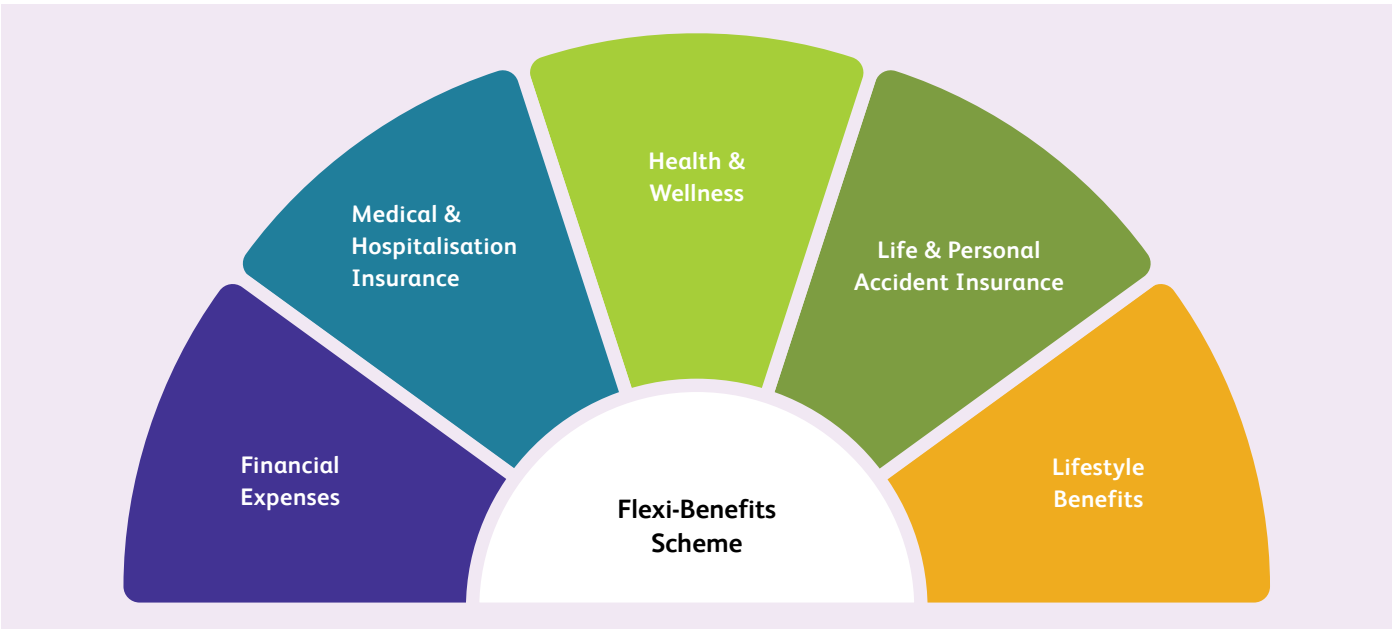 Health &
Wellness
Medical &
Hospitalisation
Insurance
Life & Personal
Accident Insurance
Financial
Expenses
Lifestyle
Benefits
Flexi-Benefits
Scheme